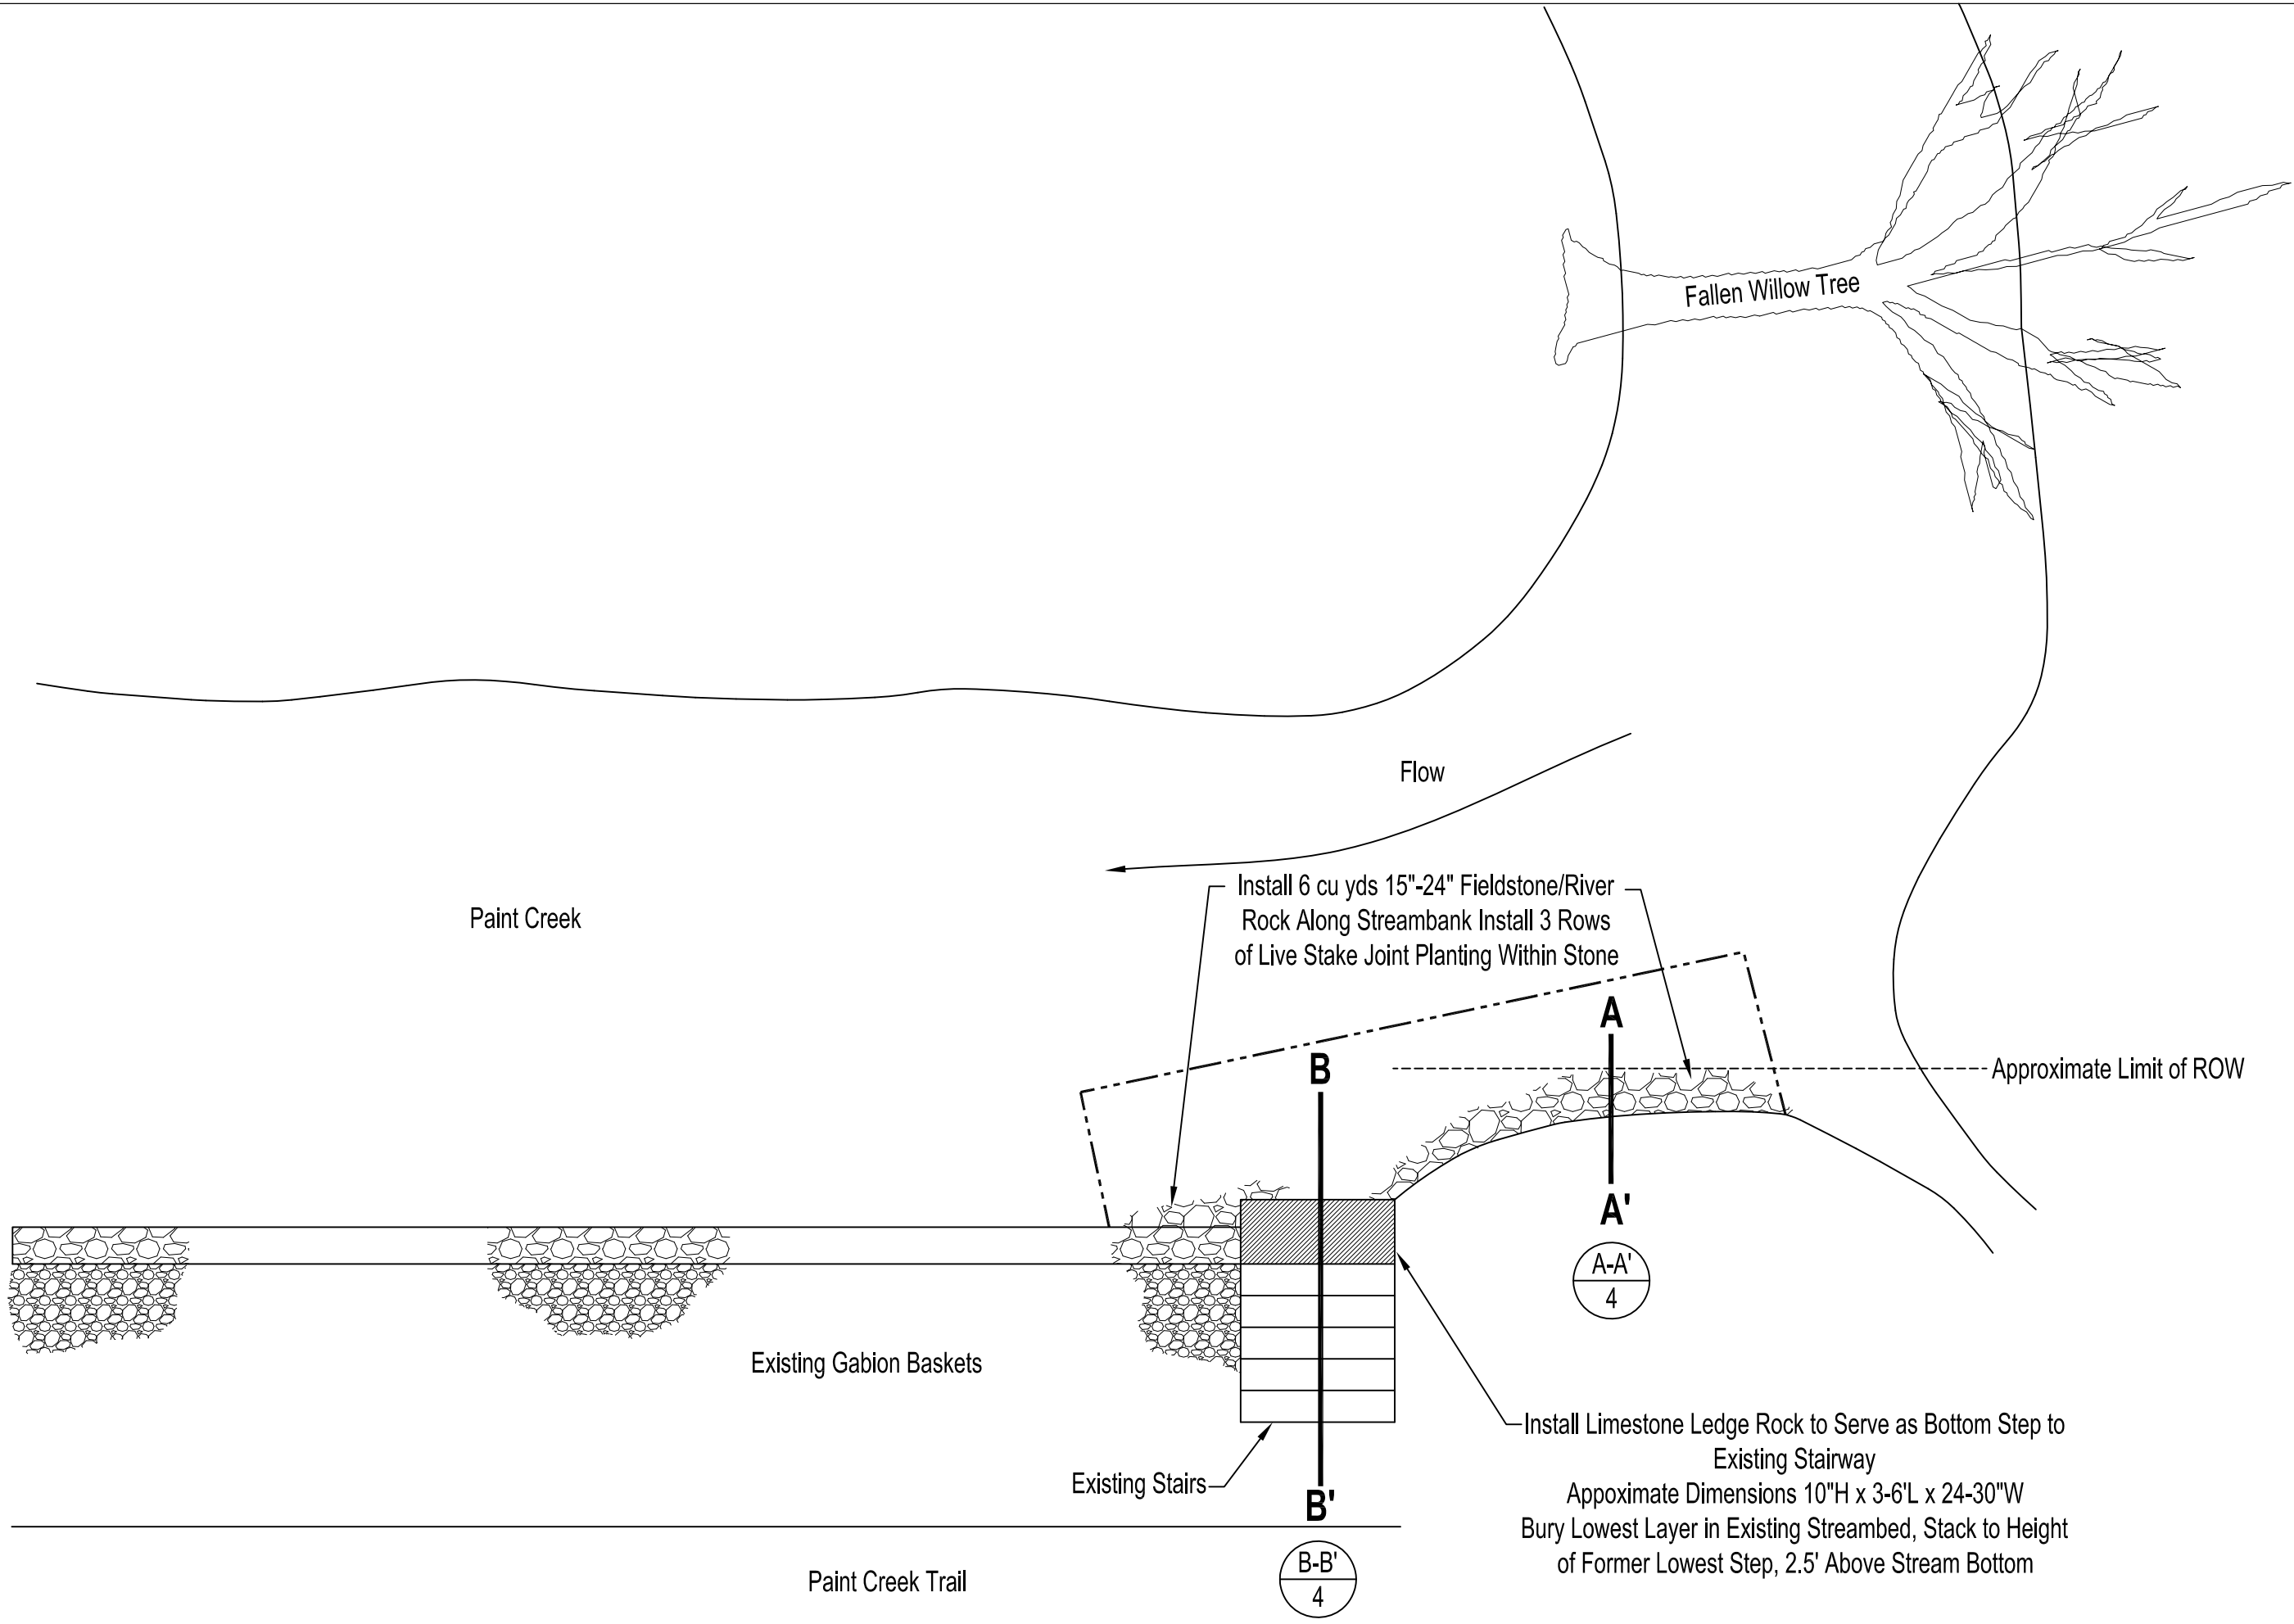 Fallen Willow Tree
Flow
Install 6 cu yds 15"-24" Fieldstone/River
Rock Along Streambank Install 3 Rows
of Live Stake Joint Planting Within Stone
Paint Creek
A
B
Approximate Limit of ROW
A'
A-A'
4
Existing Gabion Baskets
Install Limestone Ledge Rock to Serve as Bottom Step to
Existing Stairway
Appoximate Dimensions 10"H x 3-6'L x 24-30"W
Bury Lowest Layer in Existing Streambed, Stack to Height
of Former Lowest Step, 2.5' Above Stream Bottom
Existing Stairs
B'
B-B'
4
Paint Creek Trail